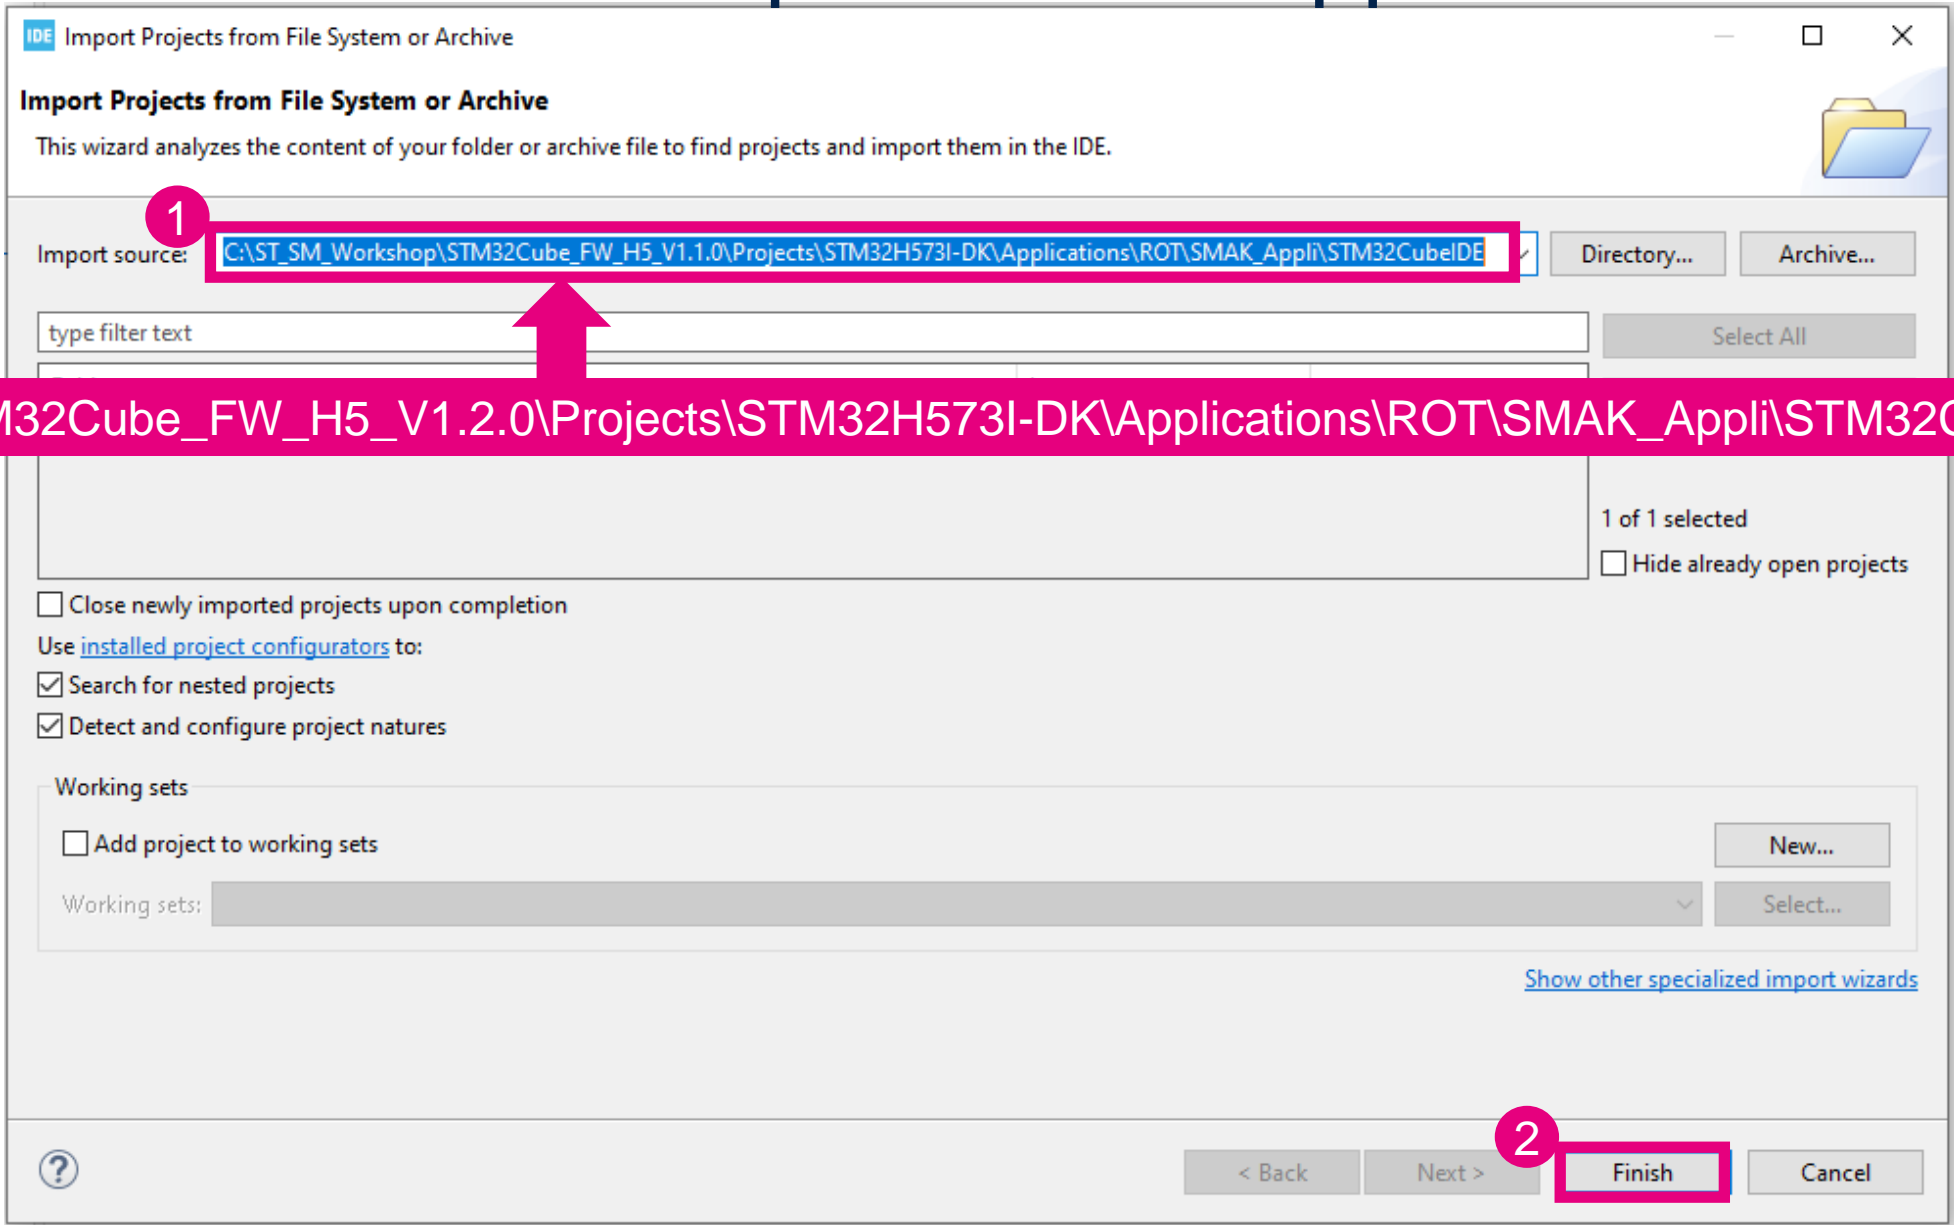 IDE Import Projects from File System or Archive
Import Projects from File System or Archive
This wizard analyzes the content of your folder or archive file to find projects and import them in the IDE.
1
Import source: C:\ST_SM_Workshop\STM32Cube_FW_H5_V1.1.0\Projects\STM32H573I-DK\Applications\ROT\SMAK_Appli\STM32CubeIDE Directory... Archive...
type filter text Select All
M32Cube_FW_H5_V1.2.0\Projects\STM32H573I-DK\Applications\ROT\SMAK_Appli\STM32C
1 of 1 selected
Hide already open projects
Close newly imported projects upon completion
Use installed project configurators to:
Search for nested projects
Detect and configure project natures
Working sets
Add project to working sets New...
Working sets: Select...
Show other specialized import wizards
2
? < Back Next > Finish Cancel